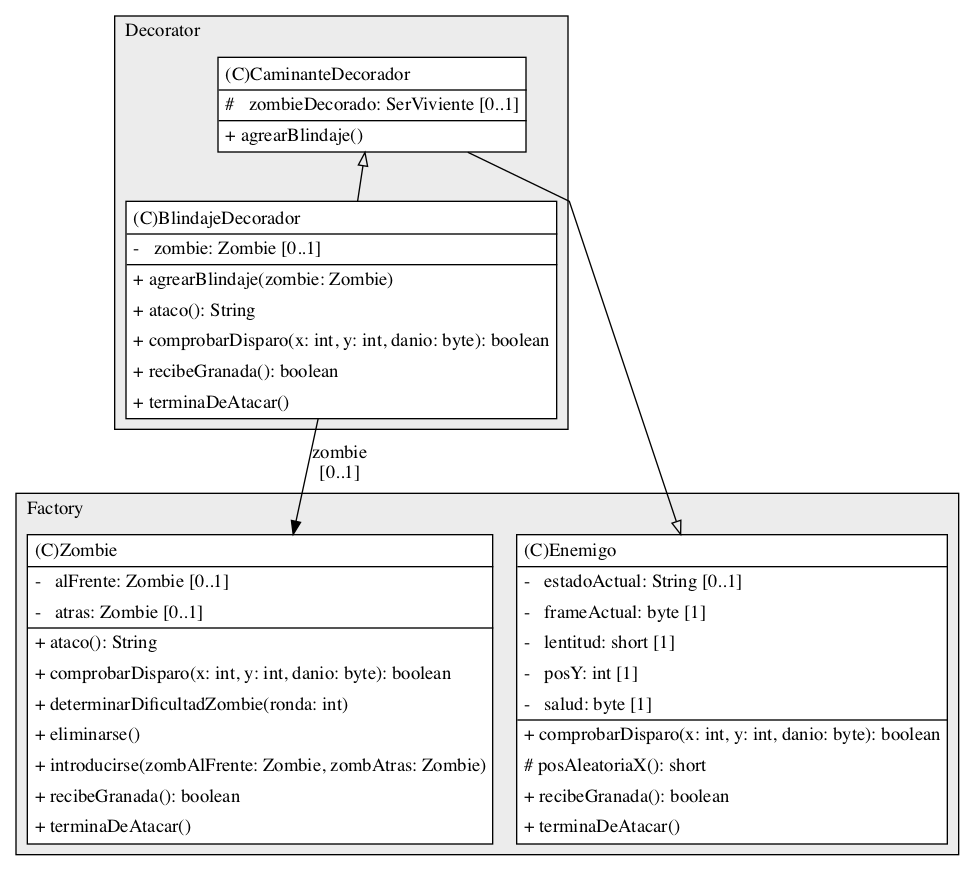 Decorator
(C)CaminanteDecorador
# zombieDecorado: SerViviente [0..1]
+ agrearBlindaje()
(C)BlindajeDecorador
- zombie: Zombie [0..1]
+ agrearBlindaje(zombie: Zombie)
+ ataco(): String
+ comprobarDisparo(x: int, y: int, danio: byte): boolean
+ recibeGranada(): boolean
+ terminaDeAtacar()
zombie
[0..1]
Factory
(C)Zombie
- alFrente: Zombie [0..1]
- atras: Zombie [0..1]
+ ataco(): String
+ comprobarDisparo(x: int, y: int, danio: byte): boolean
+ determinarDificultadZombie(ronda: int)
+ eliminarse()
+ introducirse(zombAlFrente: Zombie, zombAtras: Zombie)
+ recibeGranada(): boolean
+ terminaDeAtacar()
(C)Enemigo
- estadoActual: String [0..1]
- frameActual: byte [1]
- lentitud: short [1]
- posY: int [1]
- salud: byte [1]
+ comprobarDisparo(x: int, y: int, danio: byte): boolean
# posAleatoriaX(): short
+ recibeGranada(): boolean
+ terminaDeAtacar()